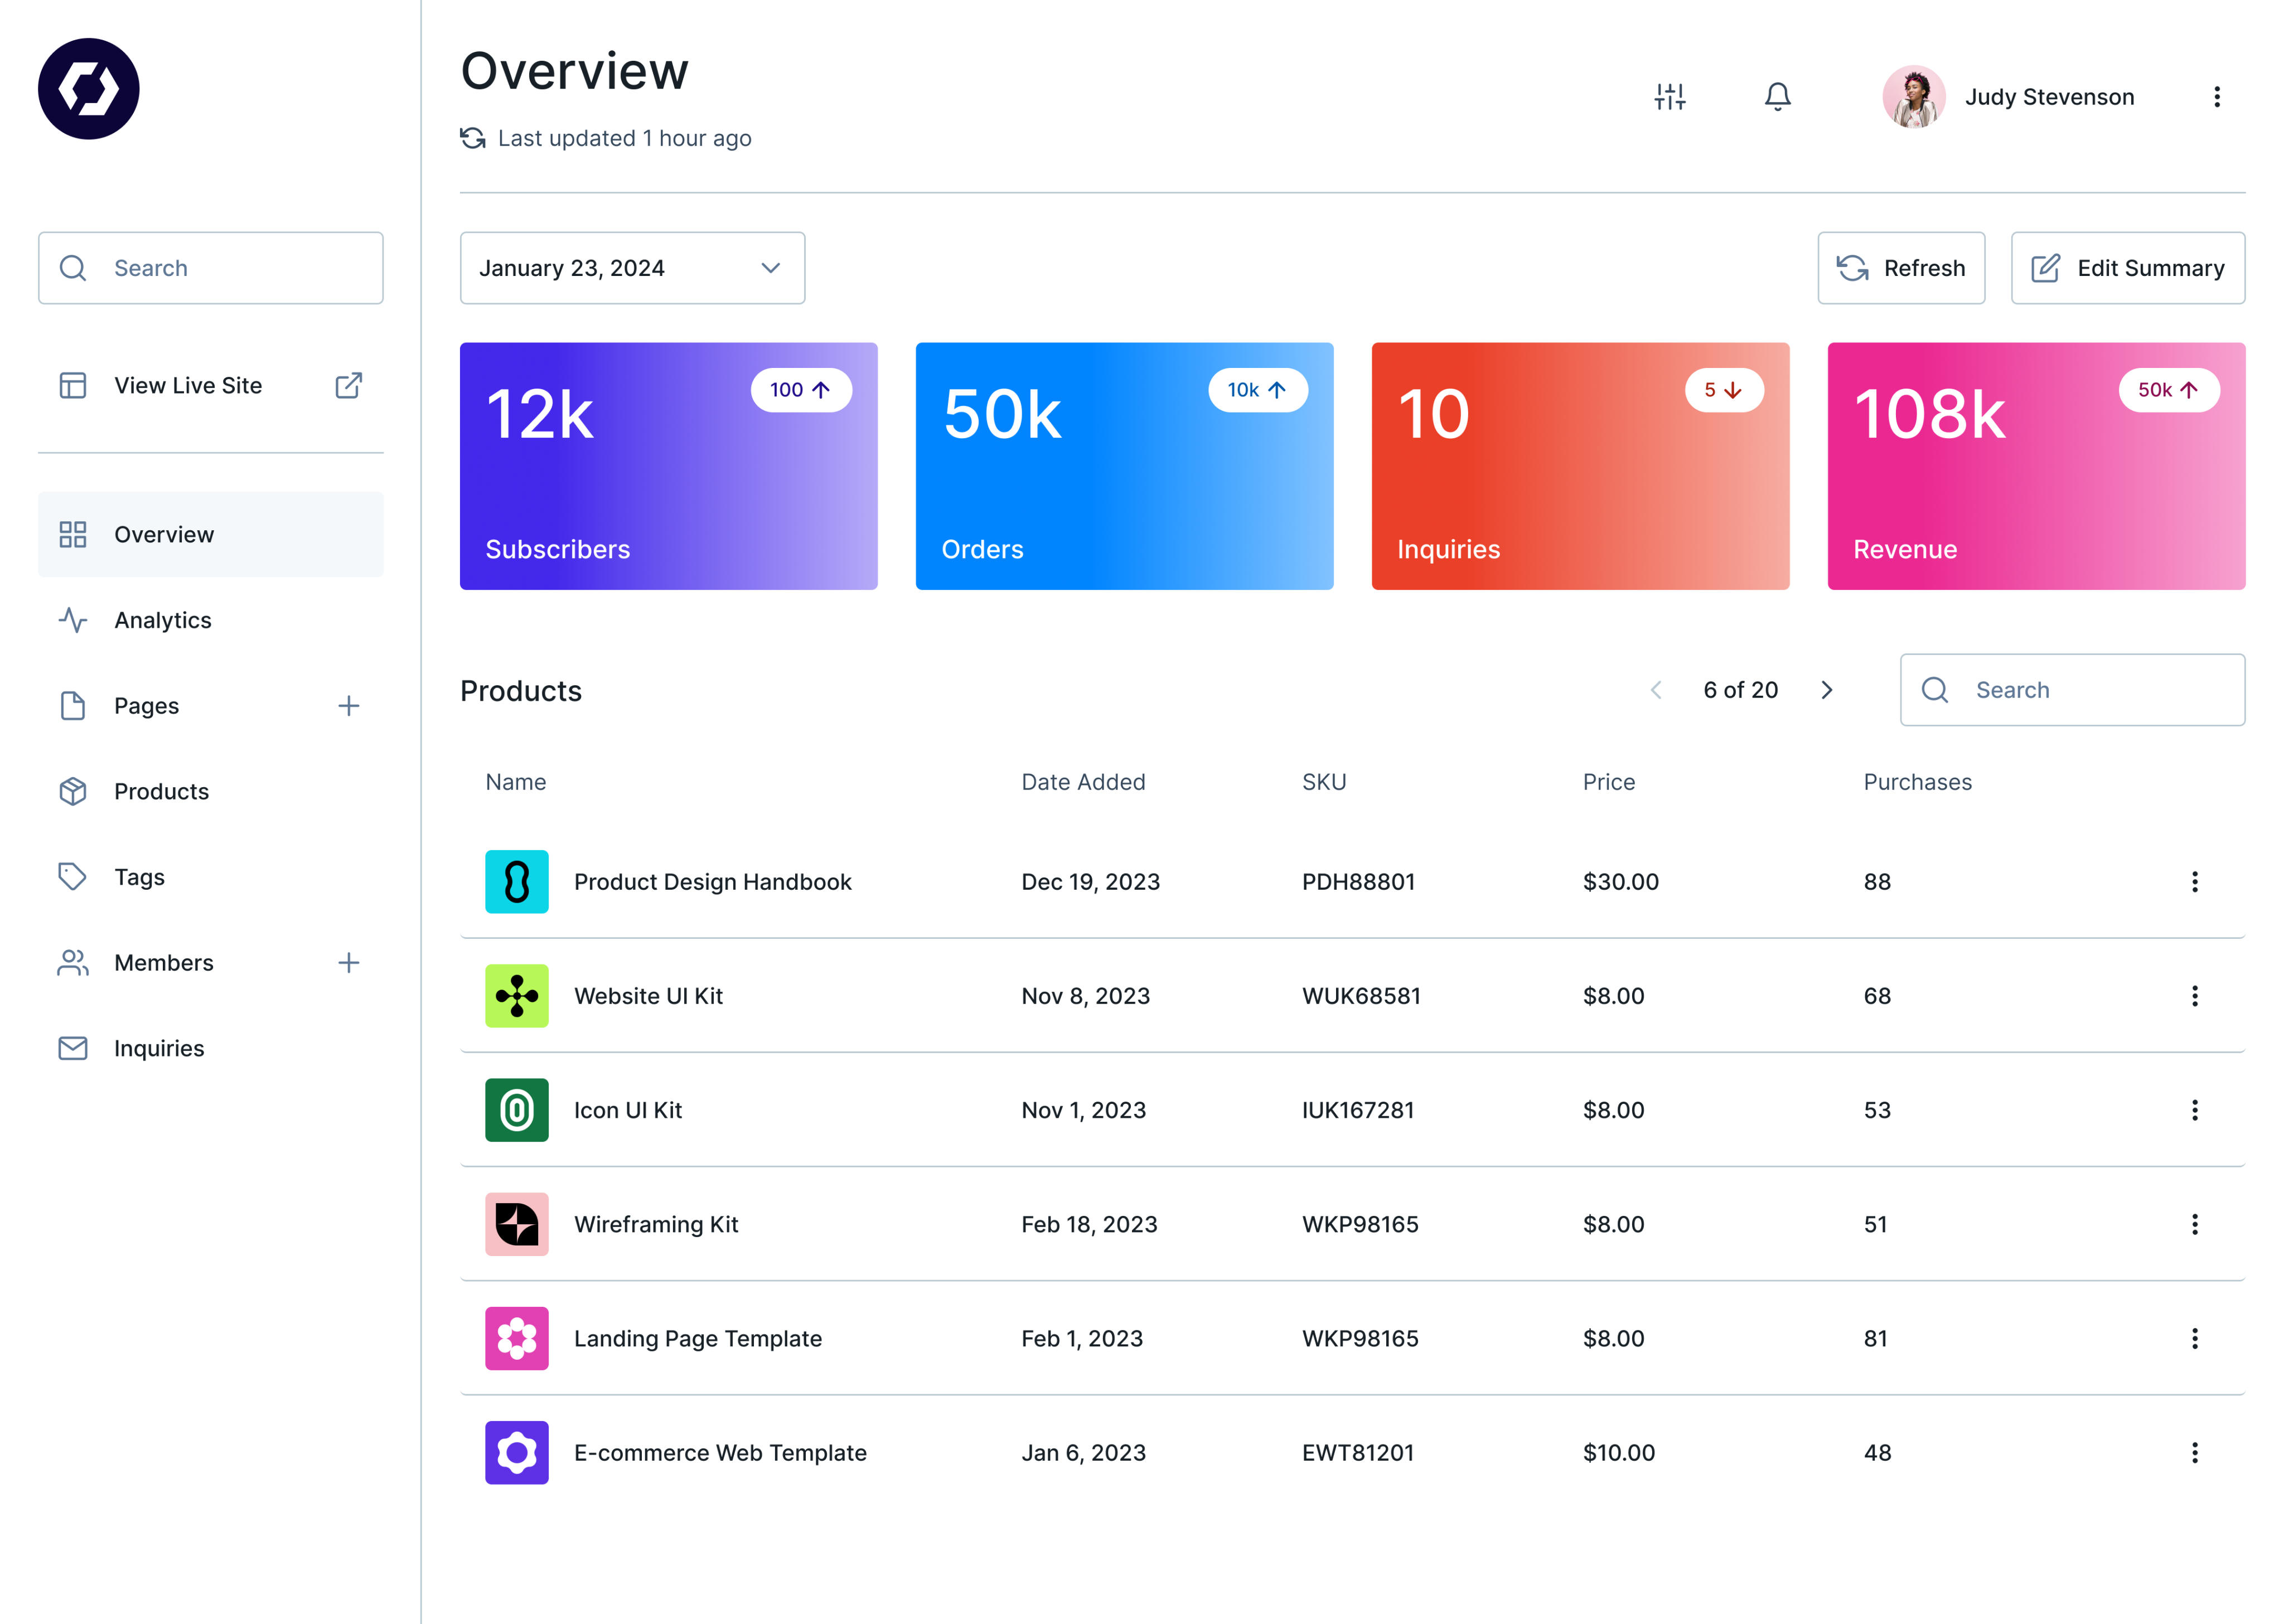 Overview
Last updated 1 hour ago
Judy Stevenson
Search
View Live Site
Overview
Analytics
Pages
Products
Tags
Members
Inquiries
January 23, 2024
Refresh
Edit Summary
12k
100
Subscribers
50k
10k
Orders
10
5
Inquiries
108k
50k
Revenue
Products
6 of 20
Search
Name Date Added SKU Price Purchases
Product Design Handbook Dec 19, 2023 PDH88801 $30.00 88
Website UI Kit Nov 8, 2023 WUK68581 $8.00 68
Icon UI Kit Nov 1, 2023 IUK167281 $8.00 53
Wireframing Kit Feb 18, 2023 WKP98165 $8.00 51
Landing Page Template Feb 1, 2023 WKP98165 $8.00 81
E-commerce Web Template Jan 6, 2023 EWT81201 $10.00 48